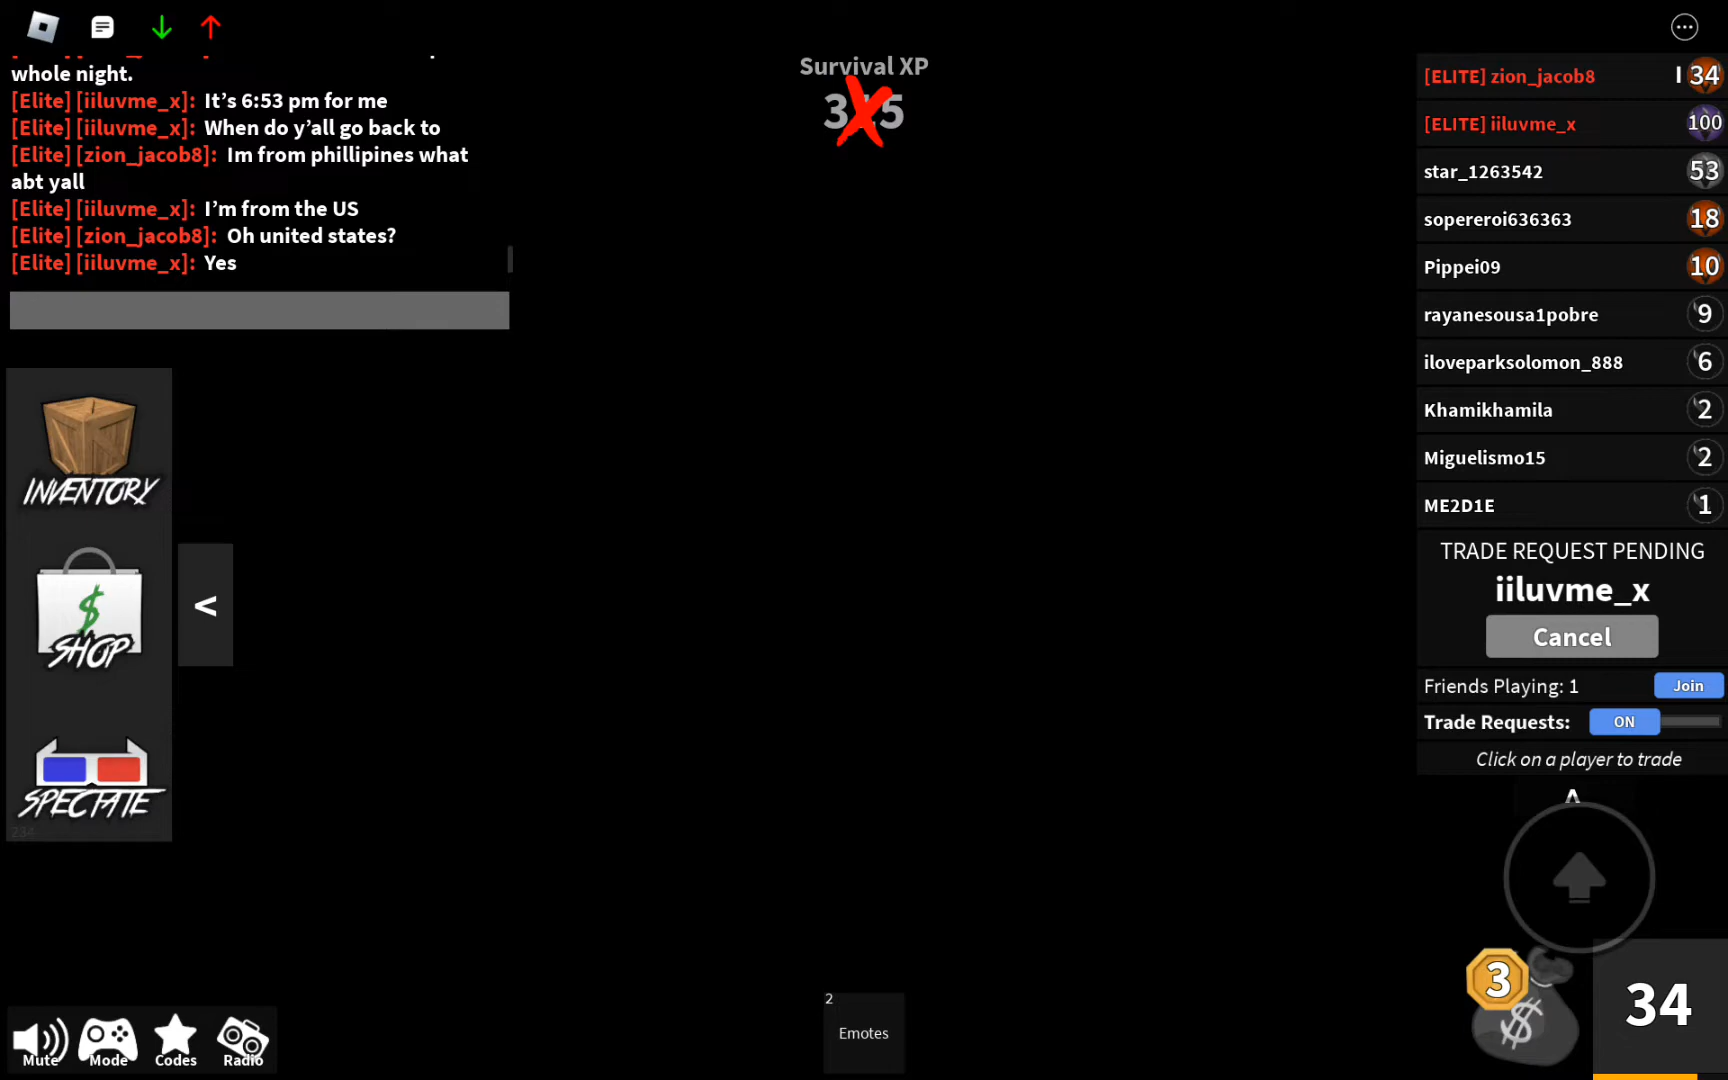 whole night.
[Elite] [iiluvme_x]: It’s 6:53 pm for me
[Elite] [iiluvme_x]: When do y’all go back to
[Elite] [zion_jacob8]: Im from phillipines what
abt yall
[Elite] [iiluvme_x]: I’m from the US
[Elite] [zion_jacob8]: Oh united states?
[Elite] [iiluvme_x]: Yes
INVENTORY
SHOP
SPECTATE
234
<
Mute
Mode
Codes
Radio
Survival XP
2
Emotes
[ELITE] zion_jacob8 I 34
[ELITE] iiluvme_x 100
star_1263542 53
sopereroi636363 18
Pippei09 10
rayanesousa1pobre 9
iloveparksolomon_888 6
Khamikhamila 2
Miguelismo15 2
ME2D1E 1
TRADE REQUEST PENDING
iiluvme_x
Cancel
Friends Playing: 1 Join
Trade Requests: ON
Click on a player to trade
3
$
34